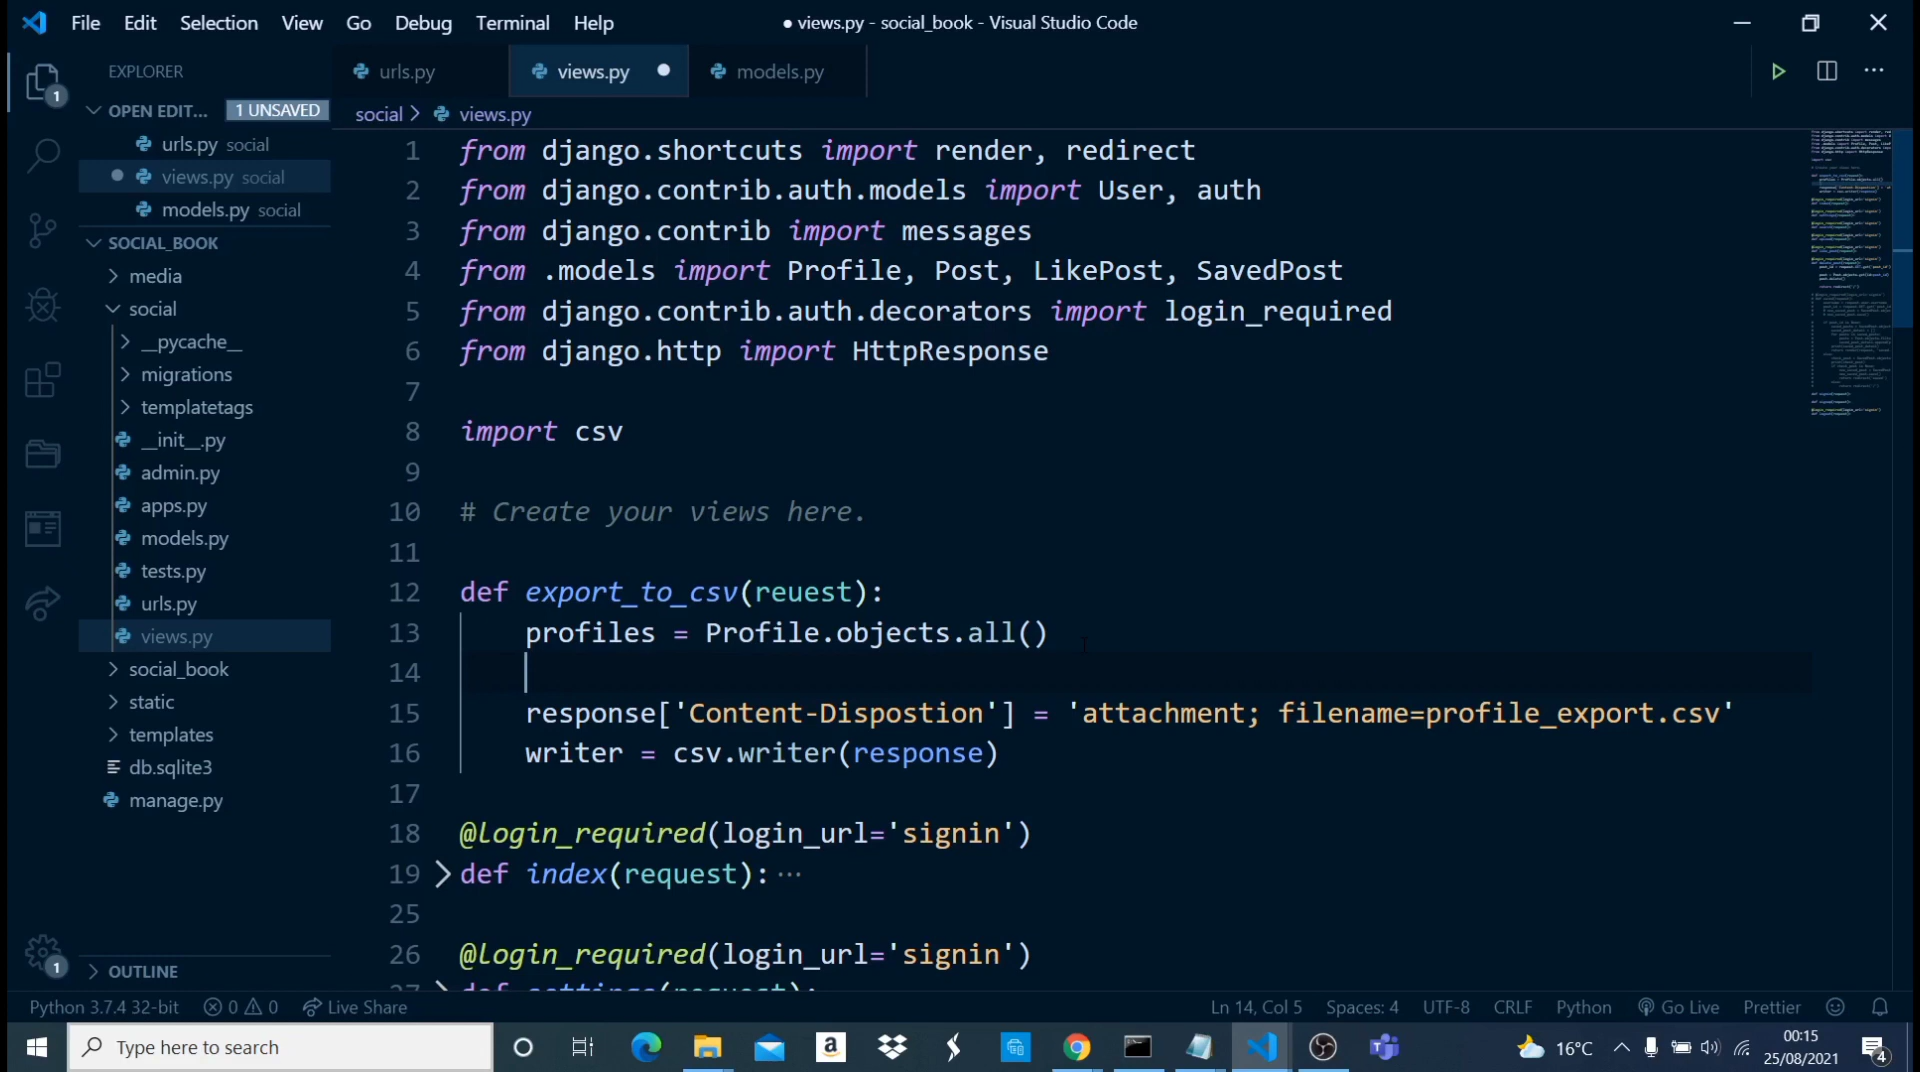 File Edit Selection View Go Debug Terminal Help
● views.py - social_book - Visual Studio Code
EXPLORER
urls.py
views.py
models.py
OPEN EDIT... 1 UNSAVED
urls.py social
views.py social
models.py social
SOCIAL_BOOK
media
social
__pycache__
migrations
templatetags
__init__.py
admin.py
apps.py
models.py
tests.py
urls.py
views.py
social_book
static
templates
db.sqlite3
manage.py
OUTLINE
1
1
social > views.py
1 from django.shortcuts import render, redirect
2 from django.contrib.auth.models import User, auth
3 from django.contrib import messages
4 from .models import Profile, Post, LikePost, SavedPost
5 from django.contrib.auth.decorators import login_required
6 from django.http import HttpResponse
7
8 import csv
9
10 # Create your views here.
11
12 def export_to_csv(reuest):
13 profiles = Profile.objects.all()
14
15 response['Content-Dispostion'] = 'attachment; filename=profile_export.csv'
16 writer = csv.writer(response)
17
18 @login_required(login_url='signin')
19 def index(request): ...
25
26 @login_required(login_url='signin')
27 def settings(request):
Python 3.7.4 32-bit 0 0 Live Share
Ln 14, Col 5 Spaces: 4 UTF-8 CRLF Python Go Live Prettier
Type here to search
16°C
00:15
25/08/2021
4